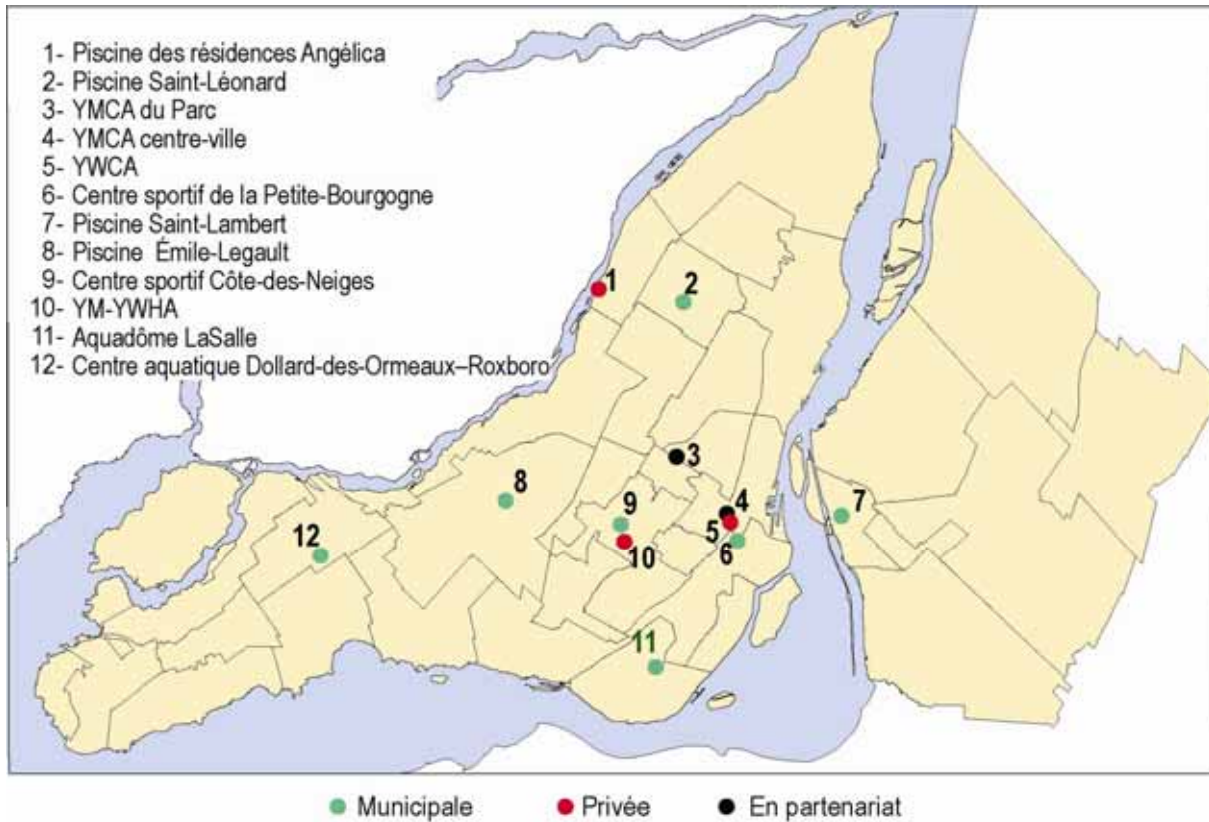 1- Piscine des résidences Angélica
2- Piscine Saint-Léonard
3- YMCA du Parc
4- YMCA centre-ville
5- YWCA
6- Centre sportif de la Petite-Bourgogne
7- Piscine Saint-Lambert
8- Piscine Émile-Legault
9- Centre sportif Côte-des-Neiges
10- YM-YWHA
11- Aquadôme LaSalle
12- Centre aquatique Dollard-des-Ormeaux–Roxboro
1
2
3
8
4
7
9
5
12
10
6
11
Municipale
Privée
En partenariat